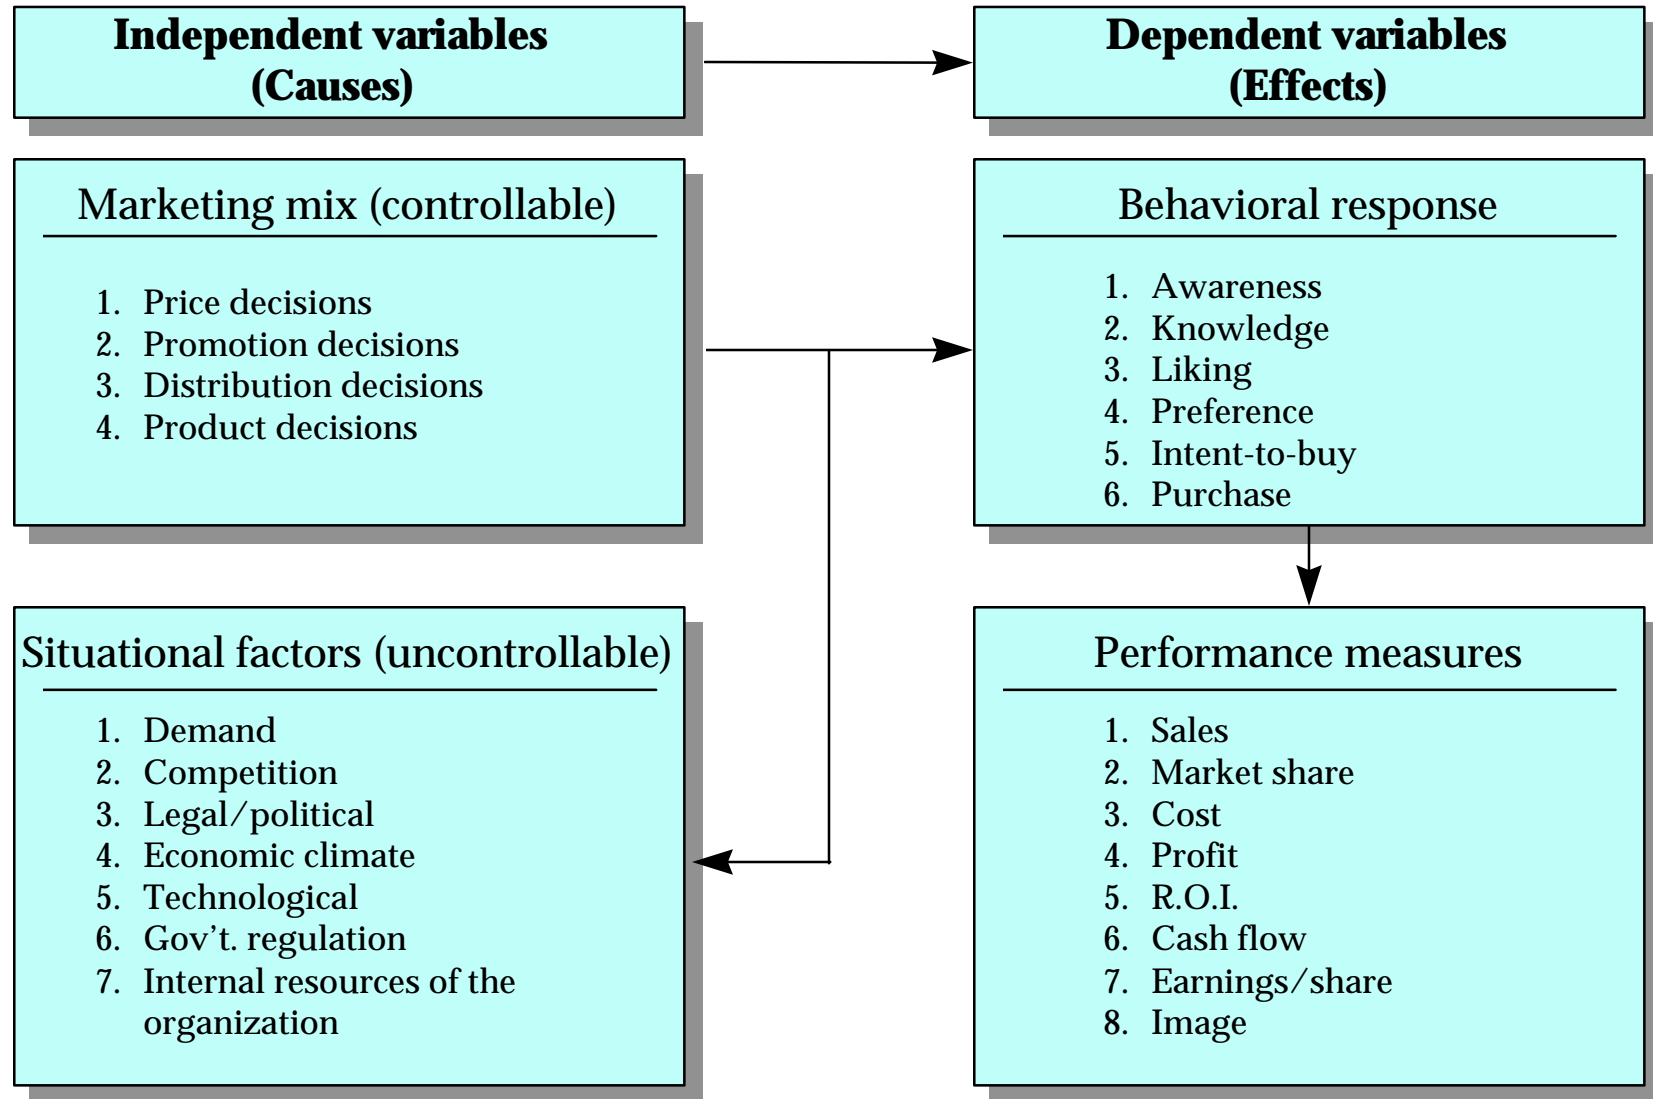 Independent variables
(Causes)
Dependent variables
(Effects)
Marketing mix (controllable)
1. Price decisions
2. Promotion decisions
3. Distribution decisions
4. Product decisions
Behavioral response
1. Awareness
2. Knowledge
3. Liking
4. Preference
5. Intent-to-buy
6. Purchase
Situational factors (uncontrollable)
1. Demand
2. Competition
3. Legal/political
4. Economic climate
5. Technological
6. Gov’t. regulation
7. Internal resources of the
organization
Performance measures
1. Sales
2. Market share
3. Cost
4. Profit
5. R.O.I.
6. Cash flow
7. Earnings/share
8. Image